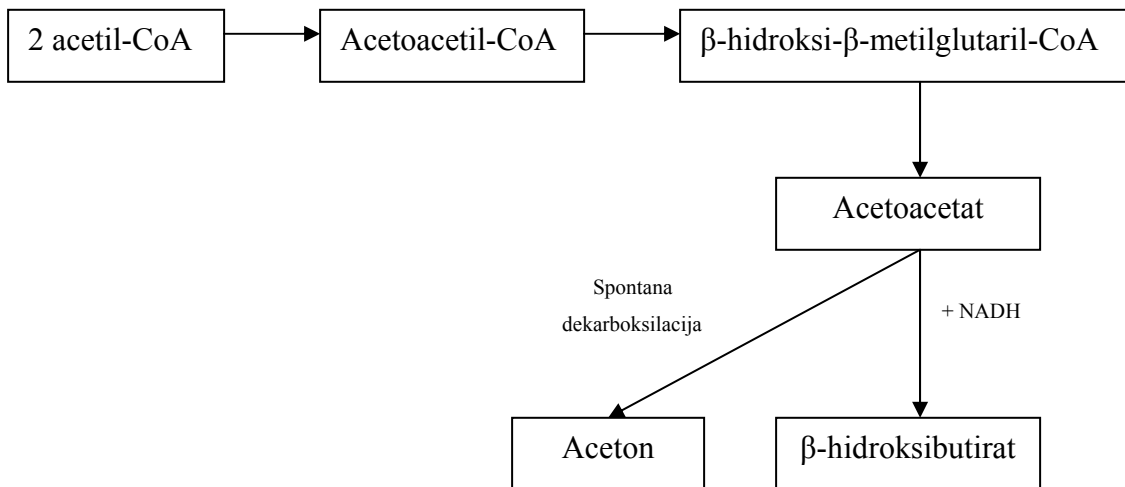 2 acetil-CoA
Acetoacetil-CoA
β-hidroksi-β-metilglutaril-CoA
Acetoacetat
Spontana
dekarboksilacija
+ NADH
Aceton
β-hidroksibutirat